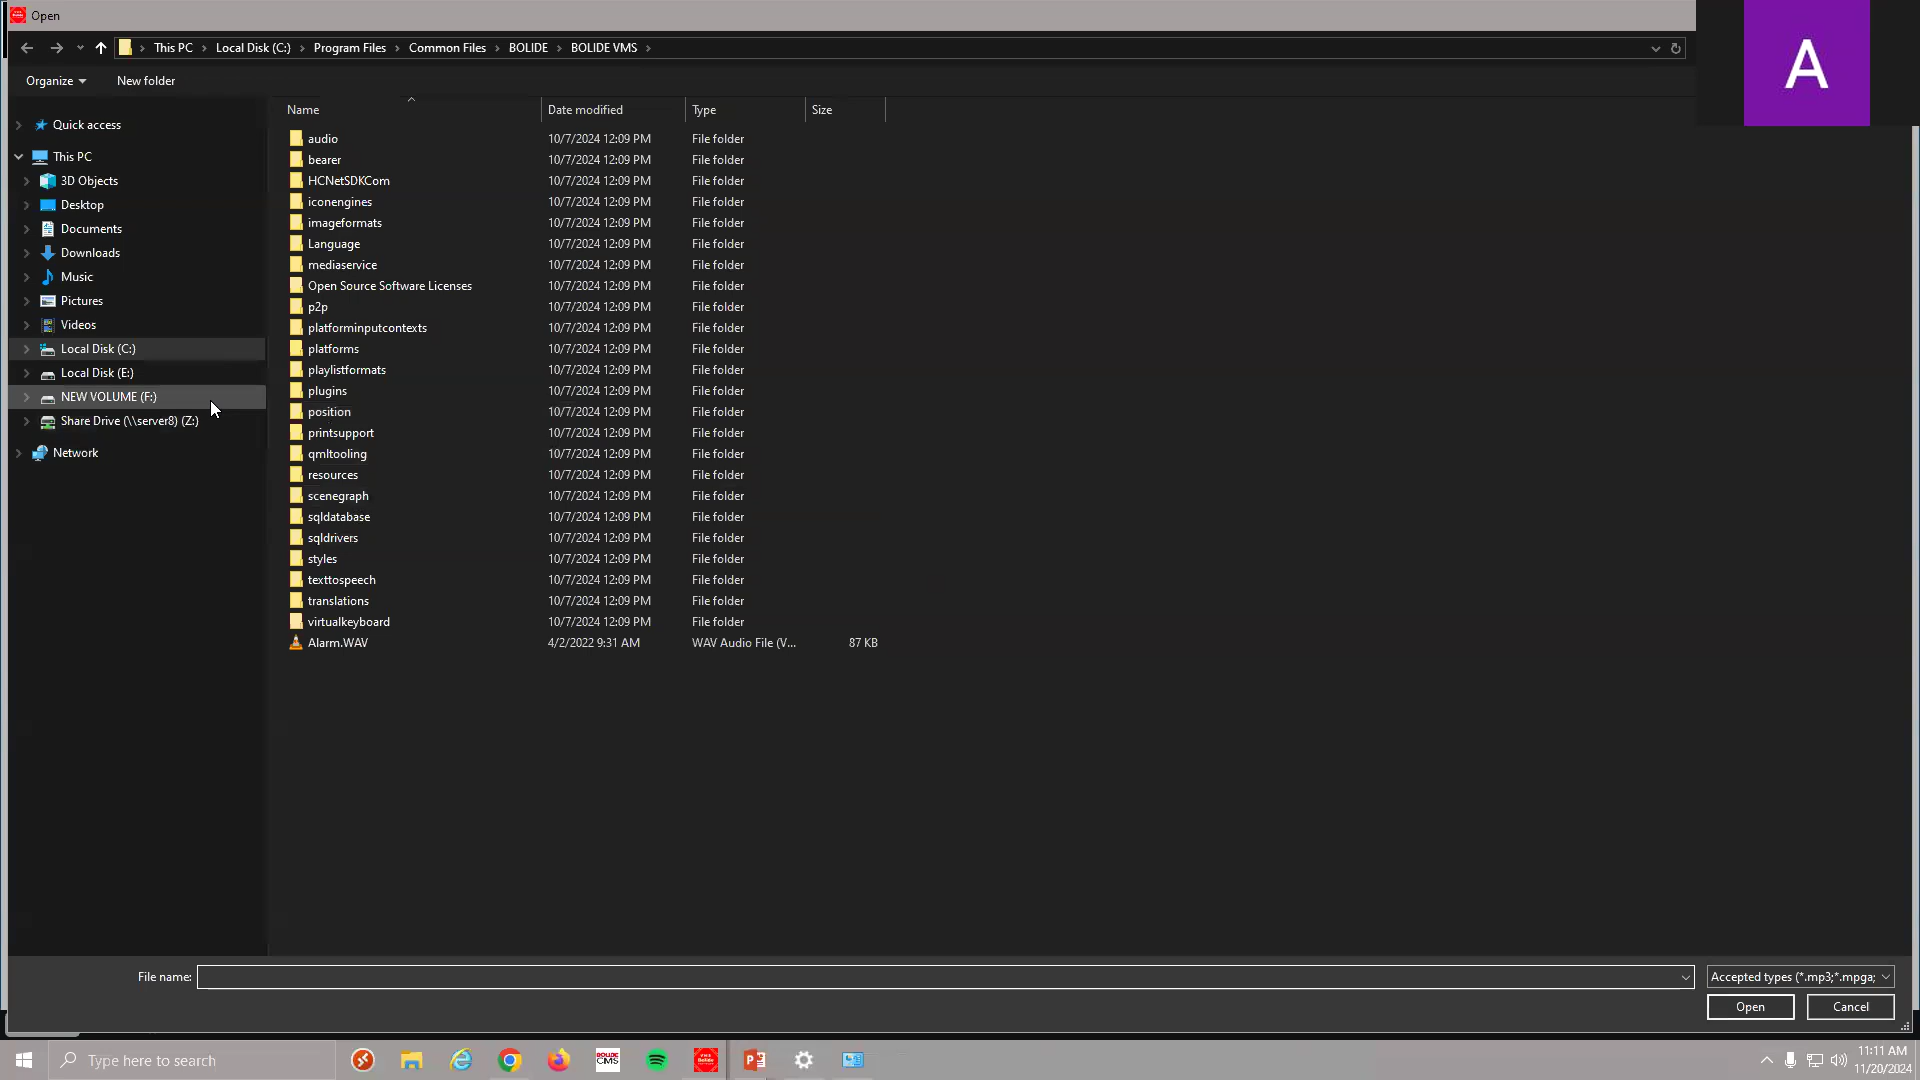 Open
This PC > Local Disk (C:) > Program Files > Common Files > BOLIDE > BOLIDE VMS >
A
Organize New folder
Name Date modified Type Size
Quick access
This PC
3D Objects
Desktop
Documents
Downloads
Music
Pictures
Videos
Local Disk (C:)
Local Disk (E:)
NEW VOLUME (F:)
Share Drive (\\server8) (Z:)
Network
audio 10/7/2024 12:09 PM File folder
bearer 10/7/2024 12:09 PM File folder
HCNetSDKCom 10/7/2024 12:09 PM File folder
iconengines 10/7/2024 12:09 PM File folder
imageformats 10/7/2024 12:09 PM File folder
Language 10/7/2024 12:09 PM File folder
mediaservice 10/7/2024 12:09 PM File folder
Open Source Software Licenses 10/7/2024 12:09 PM File folder
p2p 10/7/2024 12:09 PM File folder
platforminputcontexts 10/7/2024 12:09 PM File folder
platforms 10/7/2024 12:09 PM File folder
playlistformats 10/7/2024 12:09 PM File folder
plugins 10/7/2024 12:09 PM File folder
position 10/7/2024 12:09 PM File folder
printsupport 10/7/2024 12:09 PM File folder
qmltooling 10/7/2024 12:09 PM File folder
resources 10/7/2024 12:09 PM File folder
scenegraph 10/7/2024 12:09 PM File folder
sqldatabase 10/7/2024 12:09 PM File folder
sqldrivers 10/7/2024 12:09 PM File folder
styles 10/7/2024 12:09 PM File folder
texttospeech 10/7/2024 12:09 PM File folder
translations 10/7/2024 12:09 PM File folder
virtualkeyboard 10/7/2024 12:09 PM File folder
Alarm.WAV 4/2/2022 9:31 AM WAV Audio File (V... 87 KB
File name: Accepted types (*.mp3;*.mpga;
Open Cancel
Type here to search
BOLIDE CMS
11:11 AM
11/20/2024